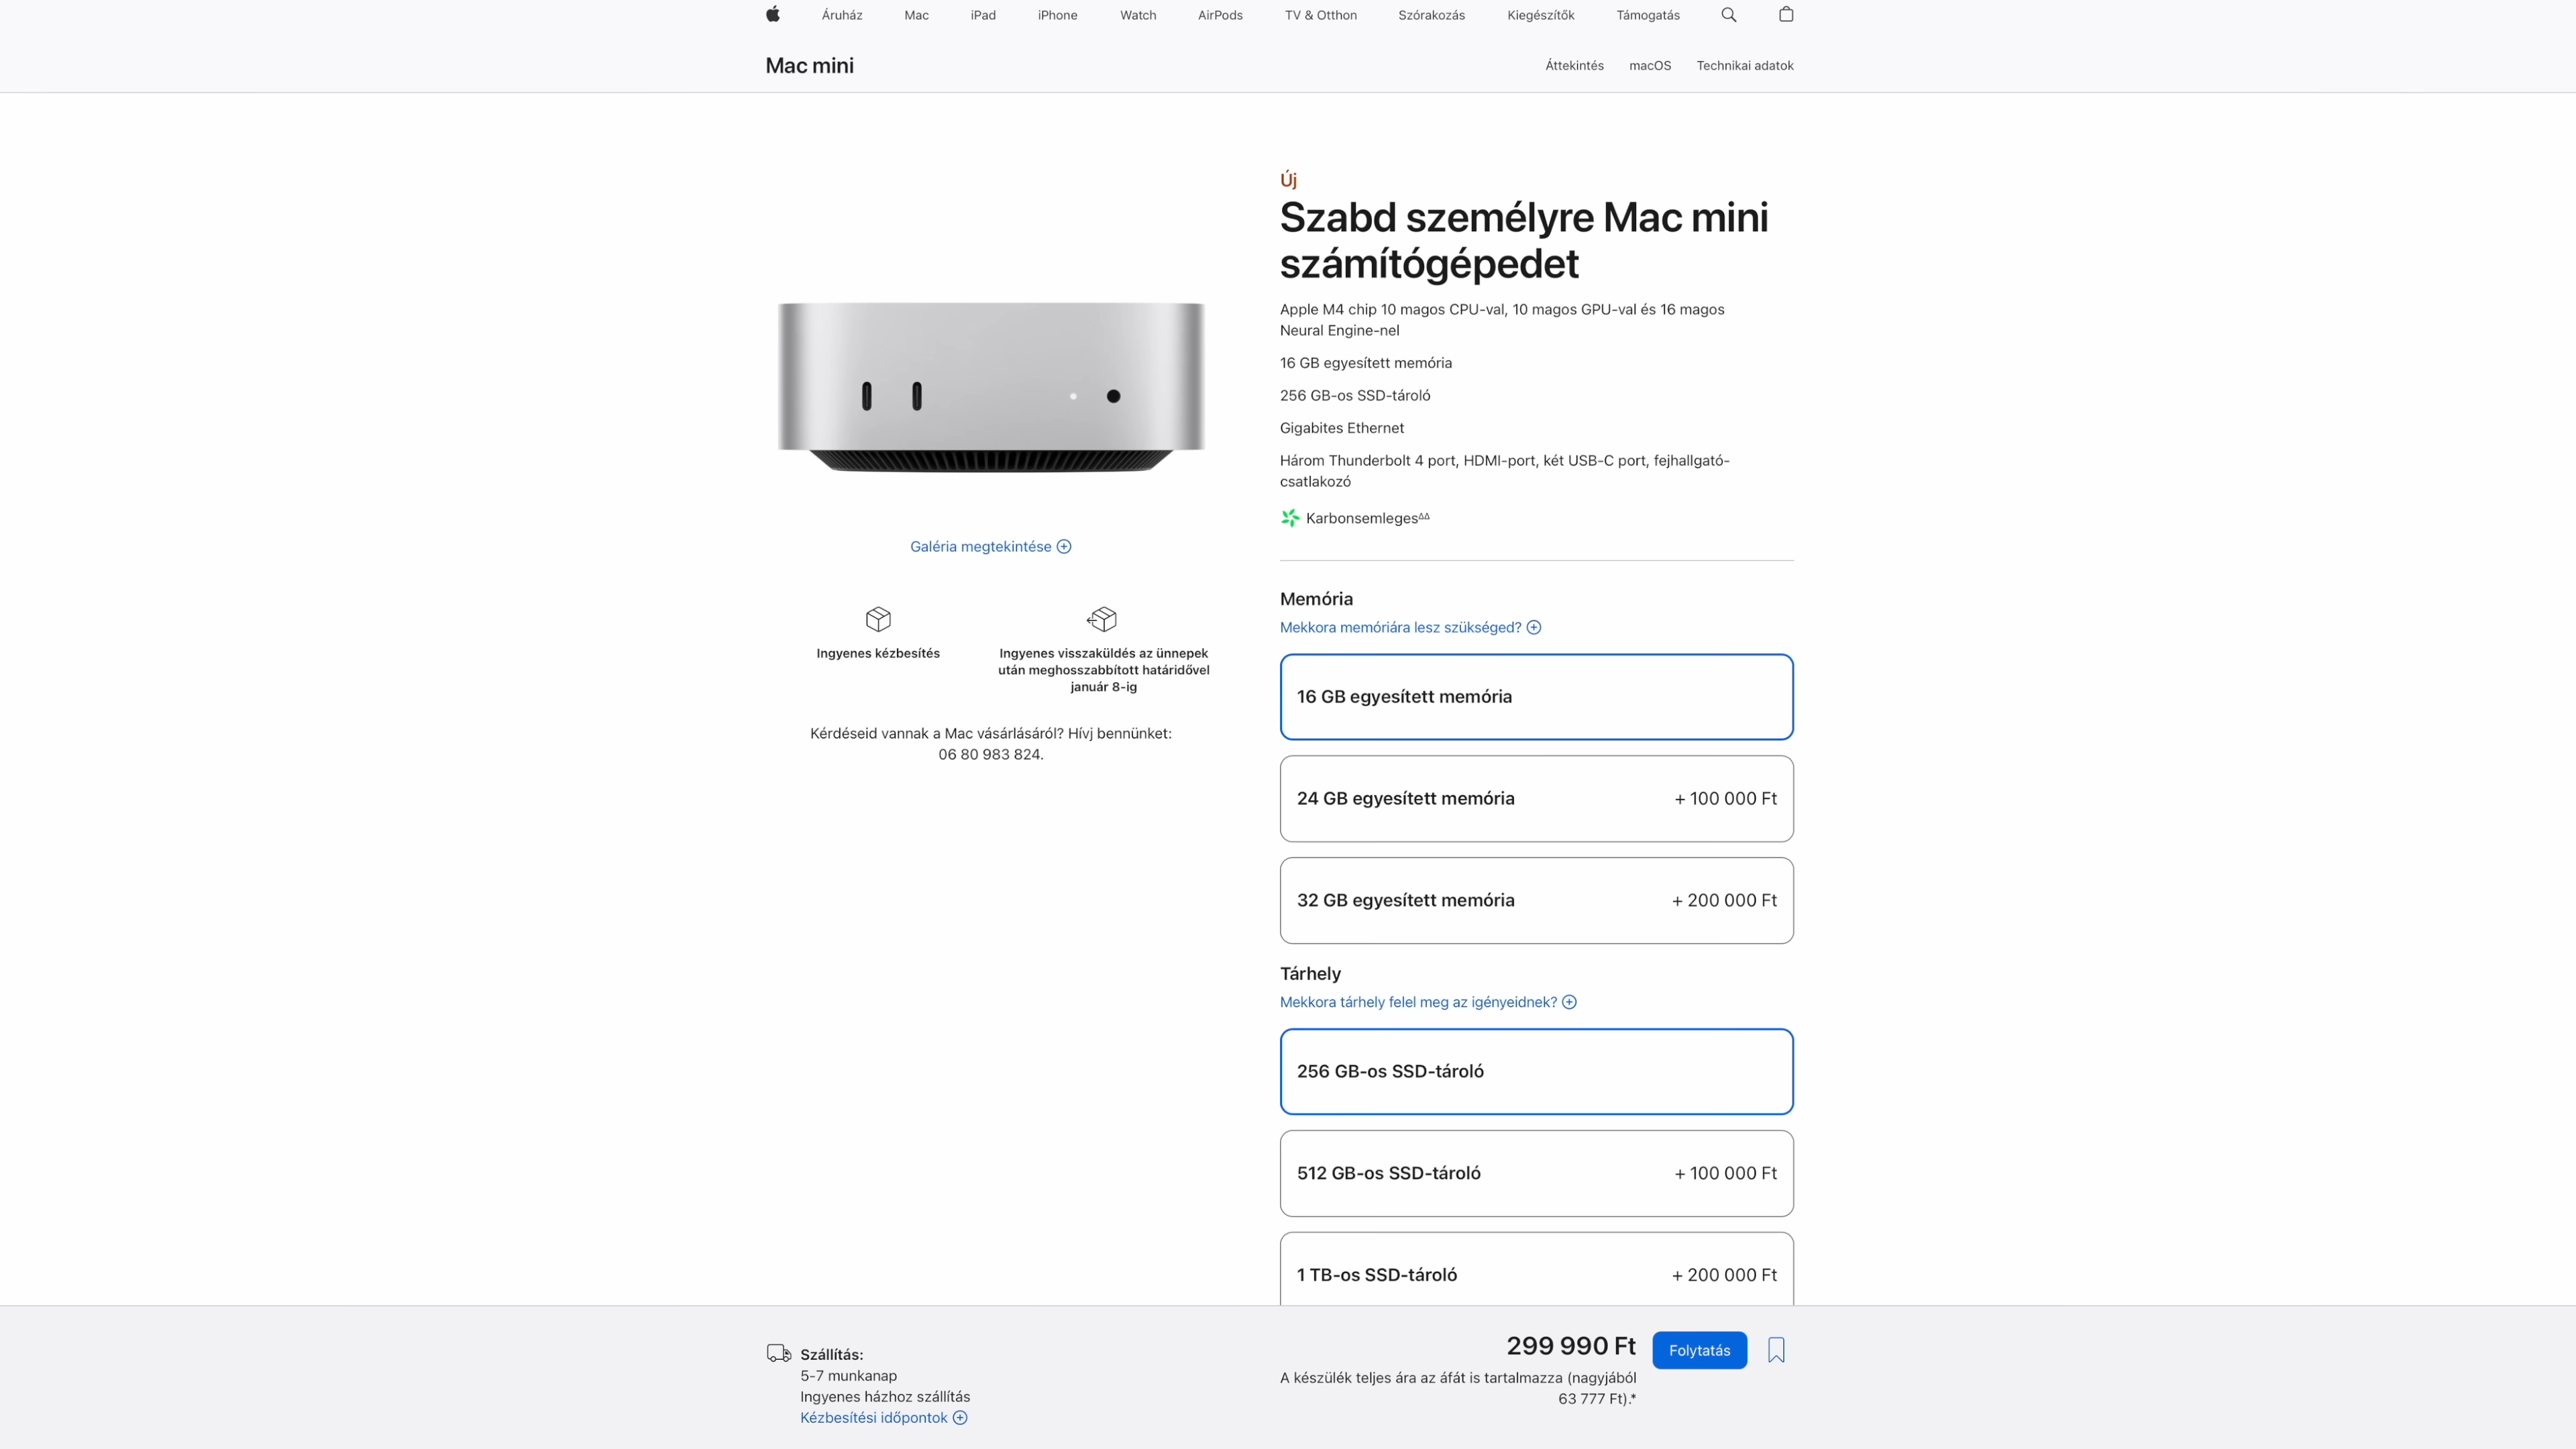 Áruház
Mac
iPad
iPhone
Watch
AirPods
TV & Otthon
Szórakozás
Kiegészítők
Támogatás
Mac mini
Áttekintés
macOS
Technikai adatok
Új
Szabd személyre Mac mini
számítógépedet
Apple M4 chip 10 magos CPU-val, 10 magos GPU-val és 16 magos
Neural Engine-nel
16 GB egyesített memória
256 GB-os SSD-tároló
Gigabites Ethernet
Három Thunderbolt 4 port, HDMI-port, két USB-C port, fejhallgató-
csatlakozó
Karbonsemleges∆∆
Galéria megtekintése
Ingyenes kézbesítés
Ingyenes visszaküldés az ünnepek
után meghosszabbított határidővel
január 8-ig
Kérdéseid vannak a Mac vásárlásáról? Hívj bennünket:
06 80 983 824.
Memória
Mekkora memóriára lesz szükséged?
16 GB egyesített memória
24 GB egyesített memória + 100 000 Ft
32 GB egyesített memória + 200 000 Ft
Tárhely
Mekkora tárhely felel meg az igényeidnek?
256 GB-os SSD-tároló
512 GB-os SSD-tároló + 100 000 Ft
1 TB-os SSD-tároló + 200 000 Ft
Szállítás:
5-7 munkanap
Ingyenes házhoz szállítás
Kézbesítési időpontok
299 990 Ft
A készülék teljes ára az áfát is tartalmazza (nagyjából
63 777 Ft).*
Folytatás